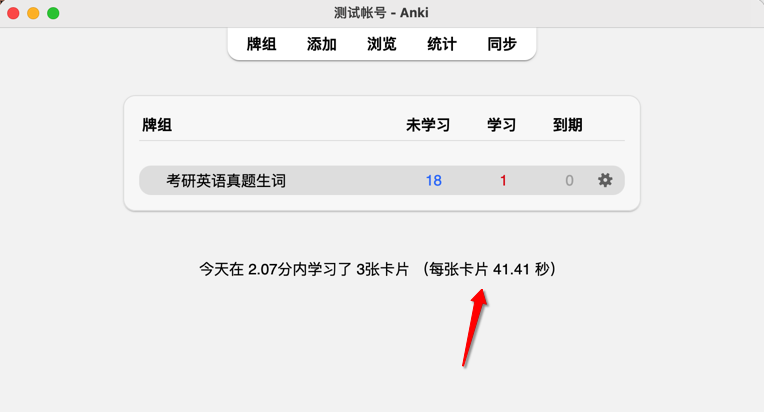 测试帐号 - Anki
牌组 添加 浏览 统计 同步
牌组 未学习 学习 到期
考研英语真题生词 18 1 0
今天在 2.07分内学习了 3张卡片 （每张卡片 41.41 秒）